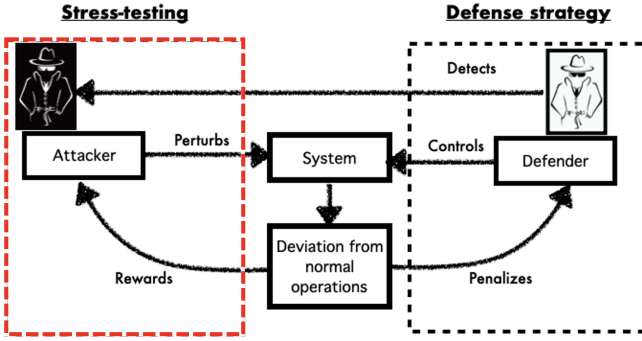 Stress-testing
Defense strategy
Detects
Attacker
Perturbs
System
Controls
Defender
Deviation from
normal
operations
Rewards
Penalizes